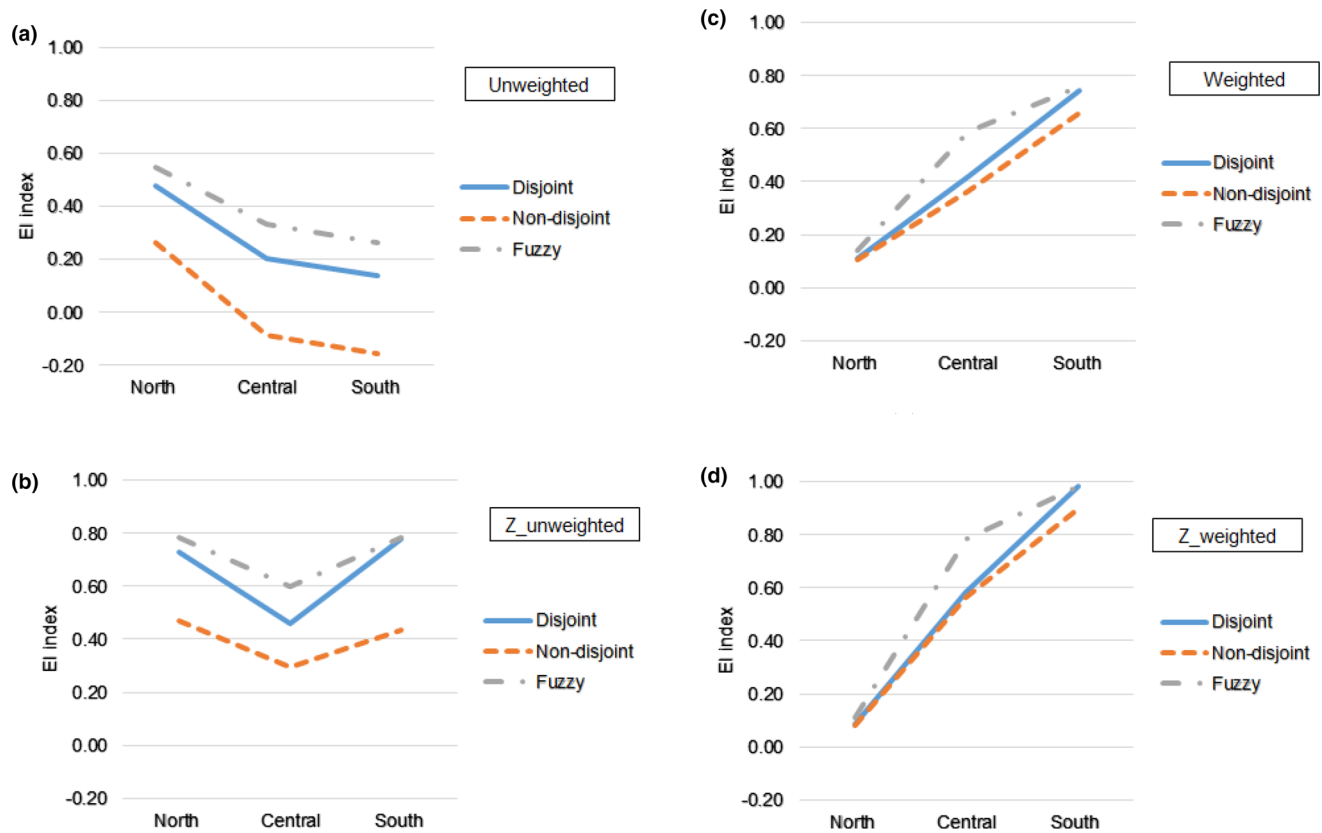 (a)
1.00
0.80
0.60
0.40
0.20
0.00
-0.20
EI index
North Central South
Unweighted
Disjoint
Non-disjoint
Fuzzy
(c)
1.00
0.80
0.60
0.40
0.20
0.00
-0.20
EI index
North Central South
Weighted
Disjoint
Non-disjoint
Fuzzy
(b)
1.00
0.80
0.60
0.40
0.20
0.00
-0.20
EI index
North Central South
Z_unweighted
Disjoint
Non-disjoint
Fuzzy
(d)
1.00
0.80
0.60
0.40
0.20
0.00
-0.20
EI index
North Central South
Z_weighted
Disjoint
Non-disjoint
Fuzzy